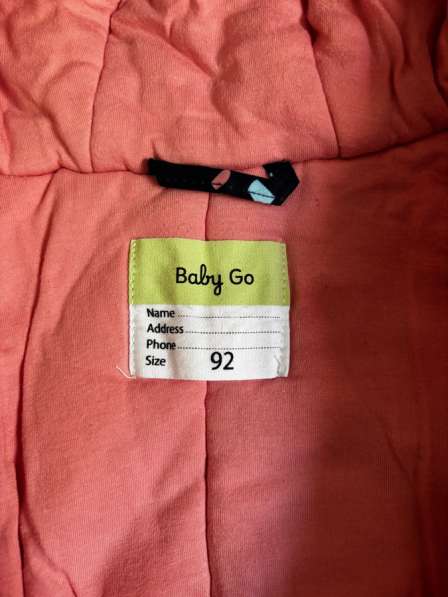 Baby Go
Name
Address
Phone
Size 92